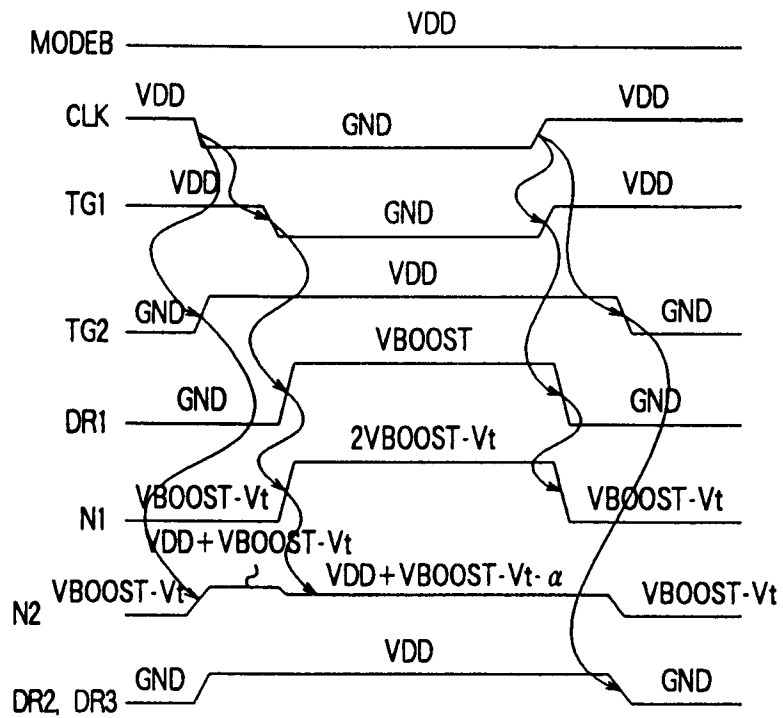 VDD
MODEB
VDD VDD
CLK GND
VDD VDD
TG1 GND
VDD
GND GND
TG2
VBOOST
GND GND
DR1
2VBOOST-Vt
VBOOST-Vt VBOOST-Vt
N1
VDD+VBOOST-Vt
VDD+VBOOST-Vt-α
VBOOST-Vt VBOOST-Vt
N2
VDD
GND GND
DR2, DR3